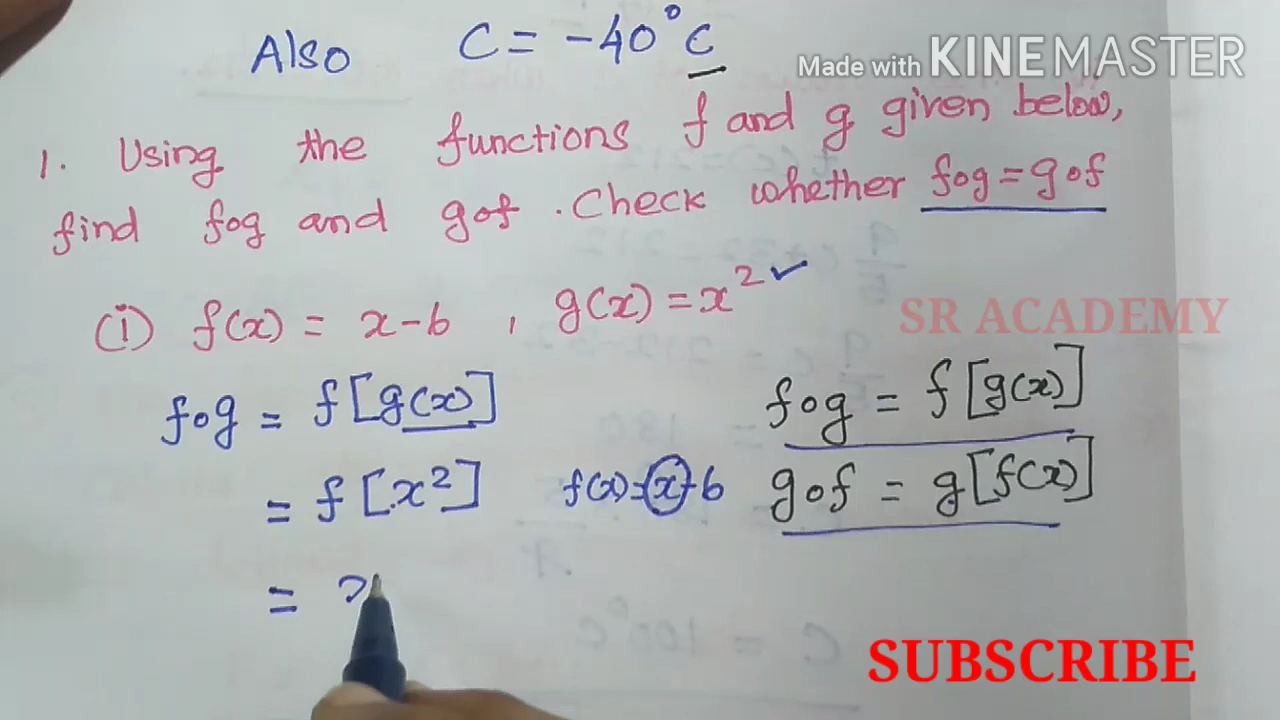 Also C = -40°C
Made with KINEMASTER
1. Using the functions f and g given below,
find fog and gof. Check whether fog = gof
(i) f(x) = x-6, g(x) = x²
SR ACADEMY
fog = f[g(x)]
= f[x²] f(x)=x-6
=
fog = f[g(x)]
gof = g[f(x)]
SUBSCRIBE